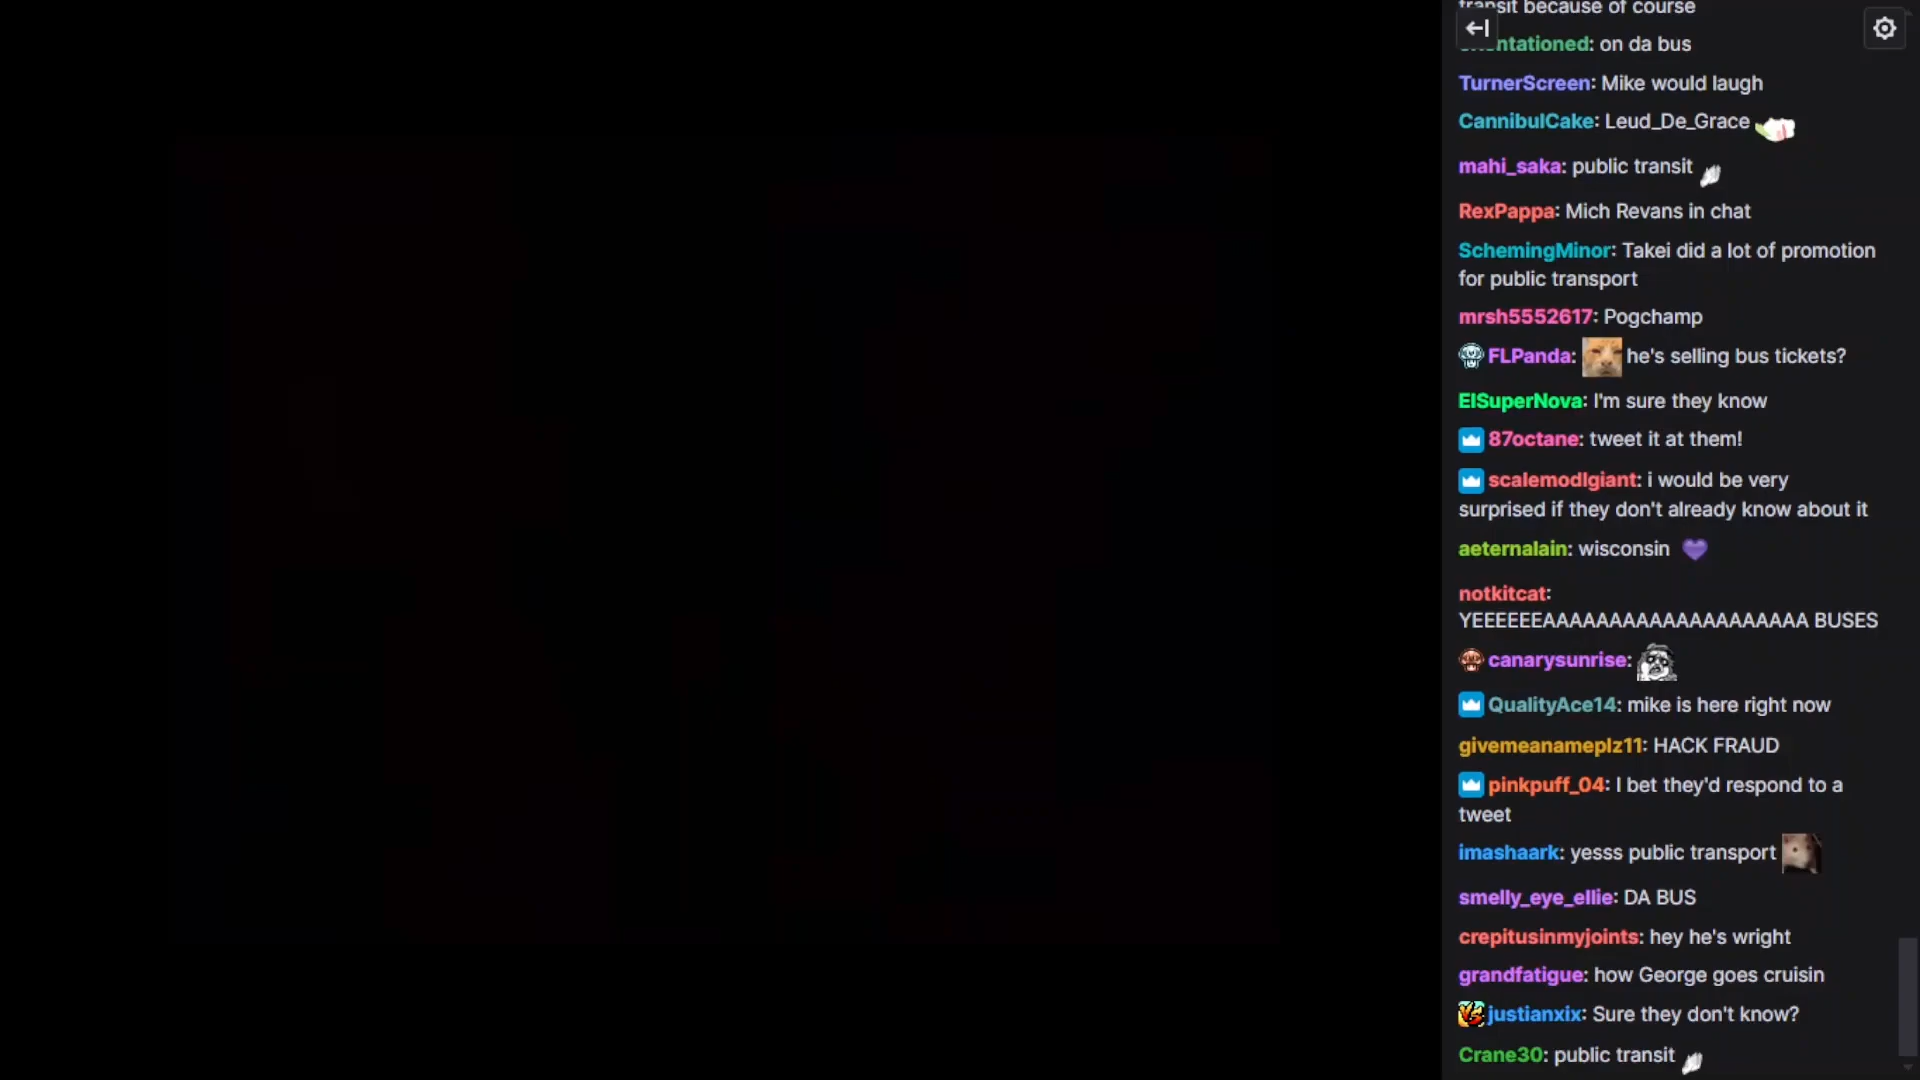 transit because of course
ntationed: on da bus
TurnerScreen: Mike would laugh
CannibulCake: Leud_De_Grace
mahi_saka: public transit
RexPappa: Mich Revans in chat
SchemingMinor: Takei did a lot of promotion
for public transport
mrsh5552617: Pogchamp
FLPanda: he's selling bus tickets?
ElSuperNova: I'm sure they know
87octane: tweet it at them!
scalemodlgiant: i would be very
surprised if they don't already know about it
aeternalain: wisconsin
notkitcat:
YEEEEEEAAAAAAAAAAAAAAAAAAAA BUSES
canarysunrise:
QualityAce14: mike is here right now
givemeanameplz11: HACK FRAUD
pinkpuff_04: I bet they'd respond to a
tweet
imashaark: yesss public transport
smelly_eye_ellie: DA BUS
crepitusinmyjoints: hey he's wright
grandfatigue: how George goes cruisin
justianxix: Sure they don't know?
Crane30: public transit